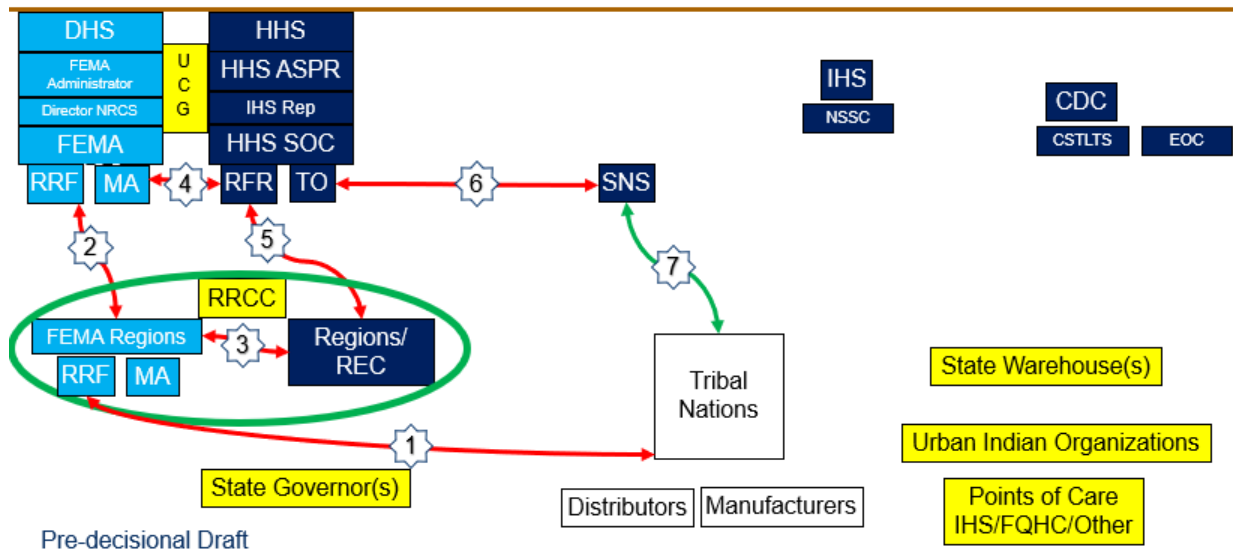 DHS
FEMA
Administrator
Director NRCS
FEMA
RRF
MA
U
C
G
HHS
HHS ASPR
IHS Rep
HHS SOC
RFR
TO
4
6
SNS
IHS
NSSC
CDC
CSTLTS
EOC
2
5
7
RRCC
FEMA Regions
3
Regions/
REC
RRF
MA
Tribal
Nations
1
State Governor(s)
Distributors
Manufacturers
State Warehouse(s)
Urban Indian Organizations
Points of Care
IHS/FQHC/Other
Pre-decisional Draft